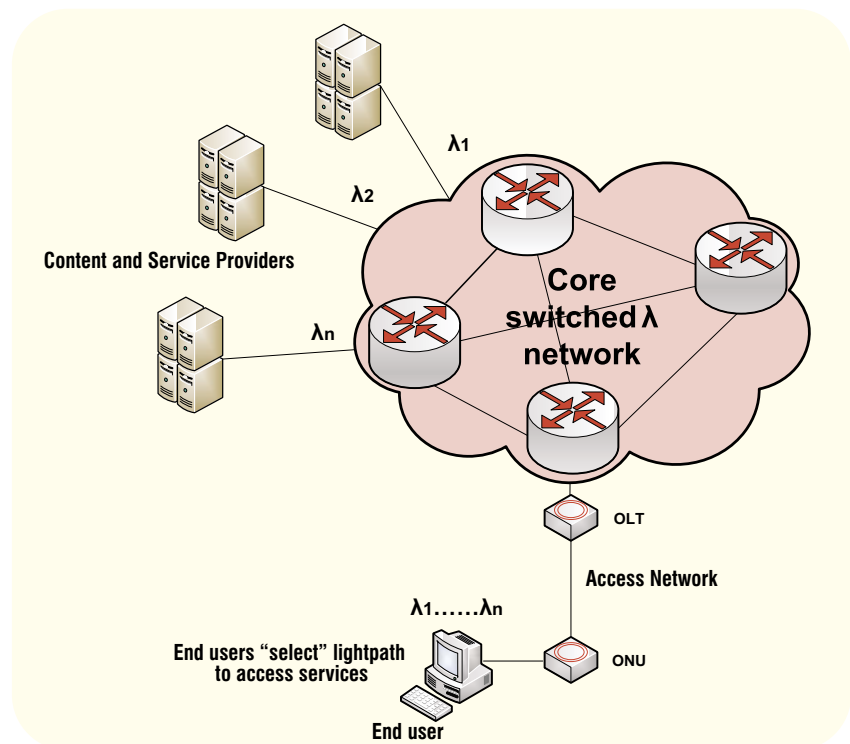 λ1
λ2
Content and Service Providers
λn
Core
switched λ
network
OLT
Access Network
λ1......λn
End users “select” lightpath
to access services
ONU
End user